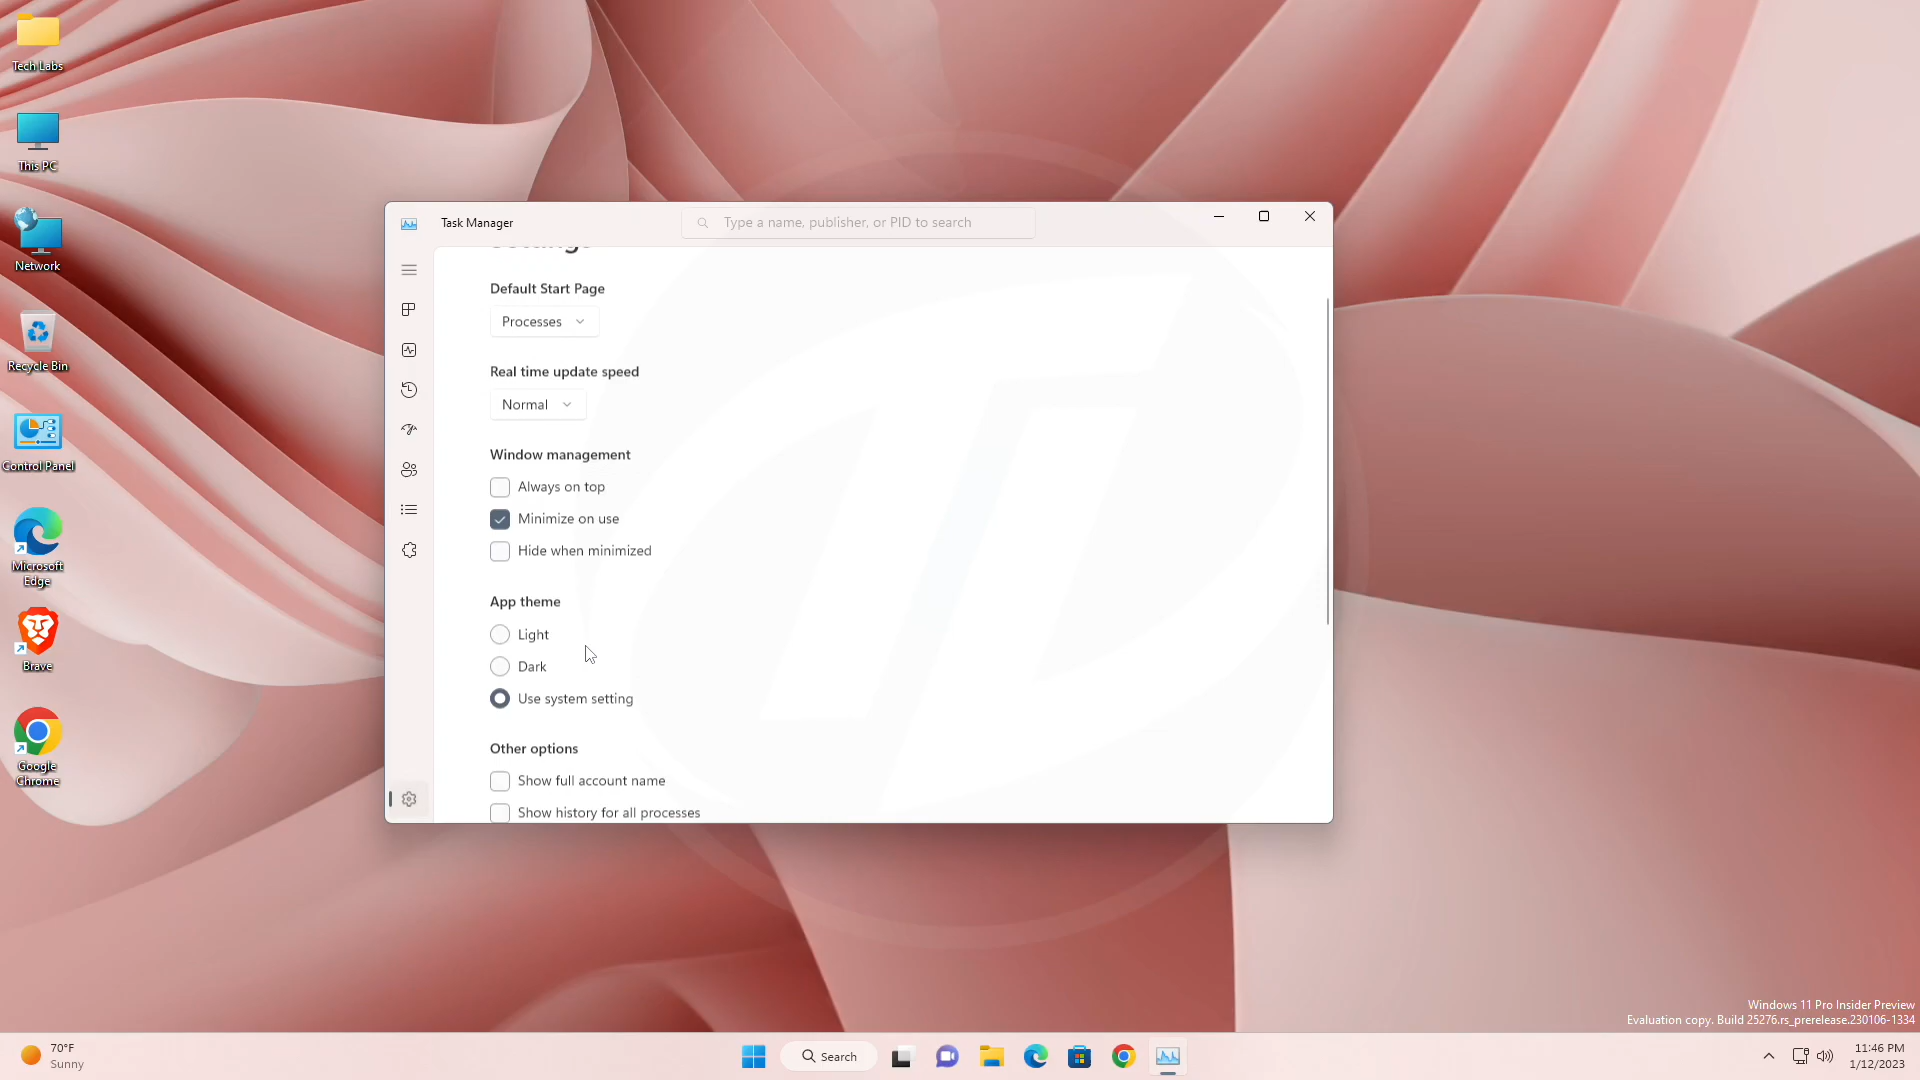 Tech Labs
This PC
Network
Recycle Bin
Control Panel
Microsoft
Edge
Brave
Google
Chrome
Task Manager
Type a name, publisher, or PID to search
Settings
Default Start Page
Processes
Real time update speed
Normal
Window management
Always on top
Minimize on use
Hide when minimized
App theme
Light
Dark
Use system setting
Other options
Show full account name
Show history for all processes
Windows 11 Pro Insider Preview
Evaluation copy. Build 25276.rs_prerelease.230106-1334
70°F
Sunny
Search
11:46 PM
1/12/2023